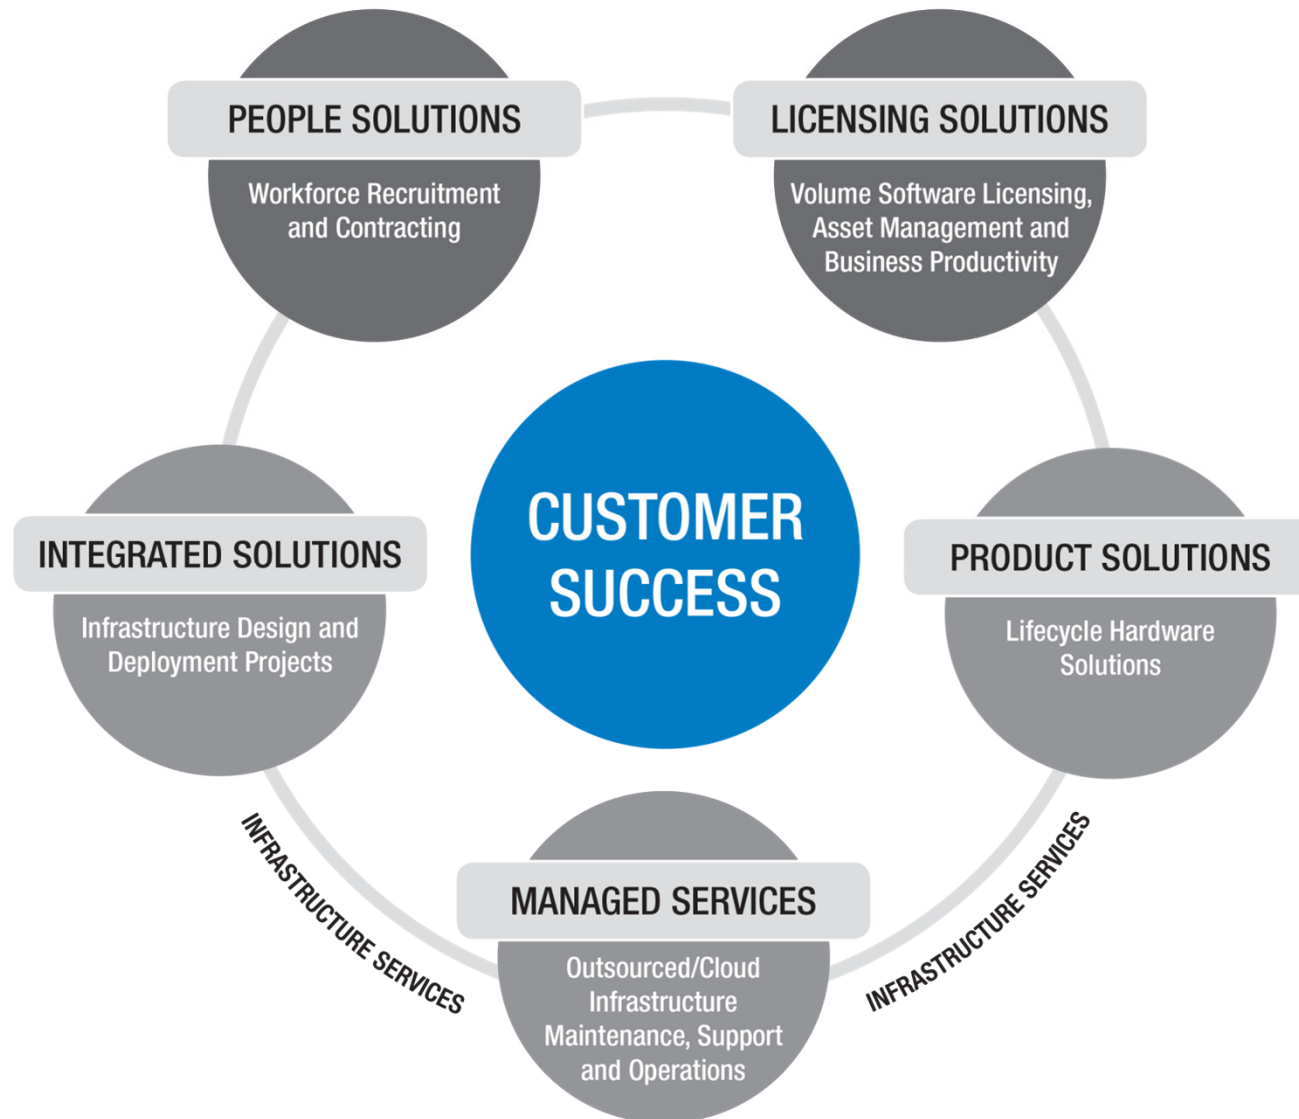 PEOPLE SOLUTIONS
Workforce Recruitment
and Contracting
LICENSING SOLUTIONS
Volume Software Licensing,
Asset Management and
Business Productivity
INTEGRATED SOLUTIONS
Infrastructure Design and
Deployment Projects
CUSTOMER
SUCCESS
PRODUCT SOLUTIONS
Lifecycle Hardware
Solutions
INFRASTRUCTURE SERVICES
MANAGED SERVICES
Outsourced/Cloud
Infrastructure
Maintenance, Support
and Operations
INFRASTRUCTURE SERVICES